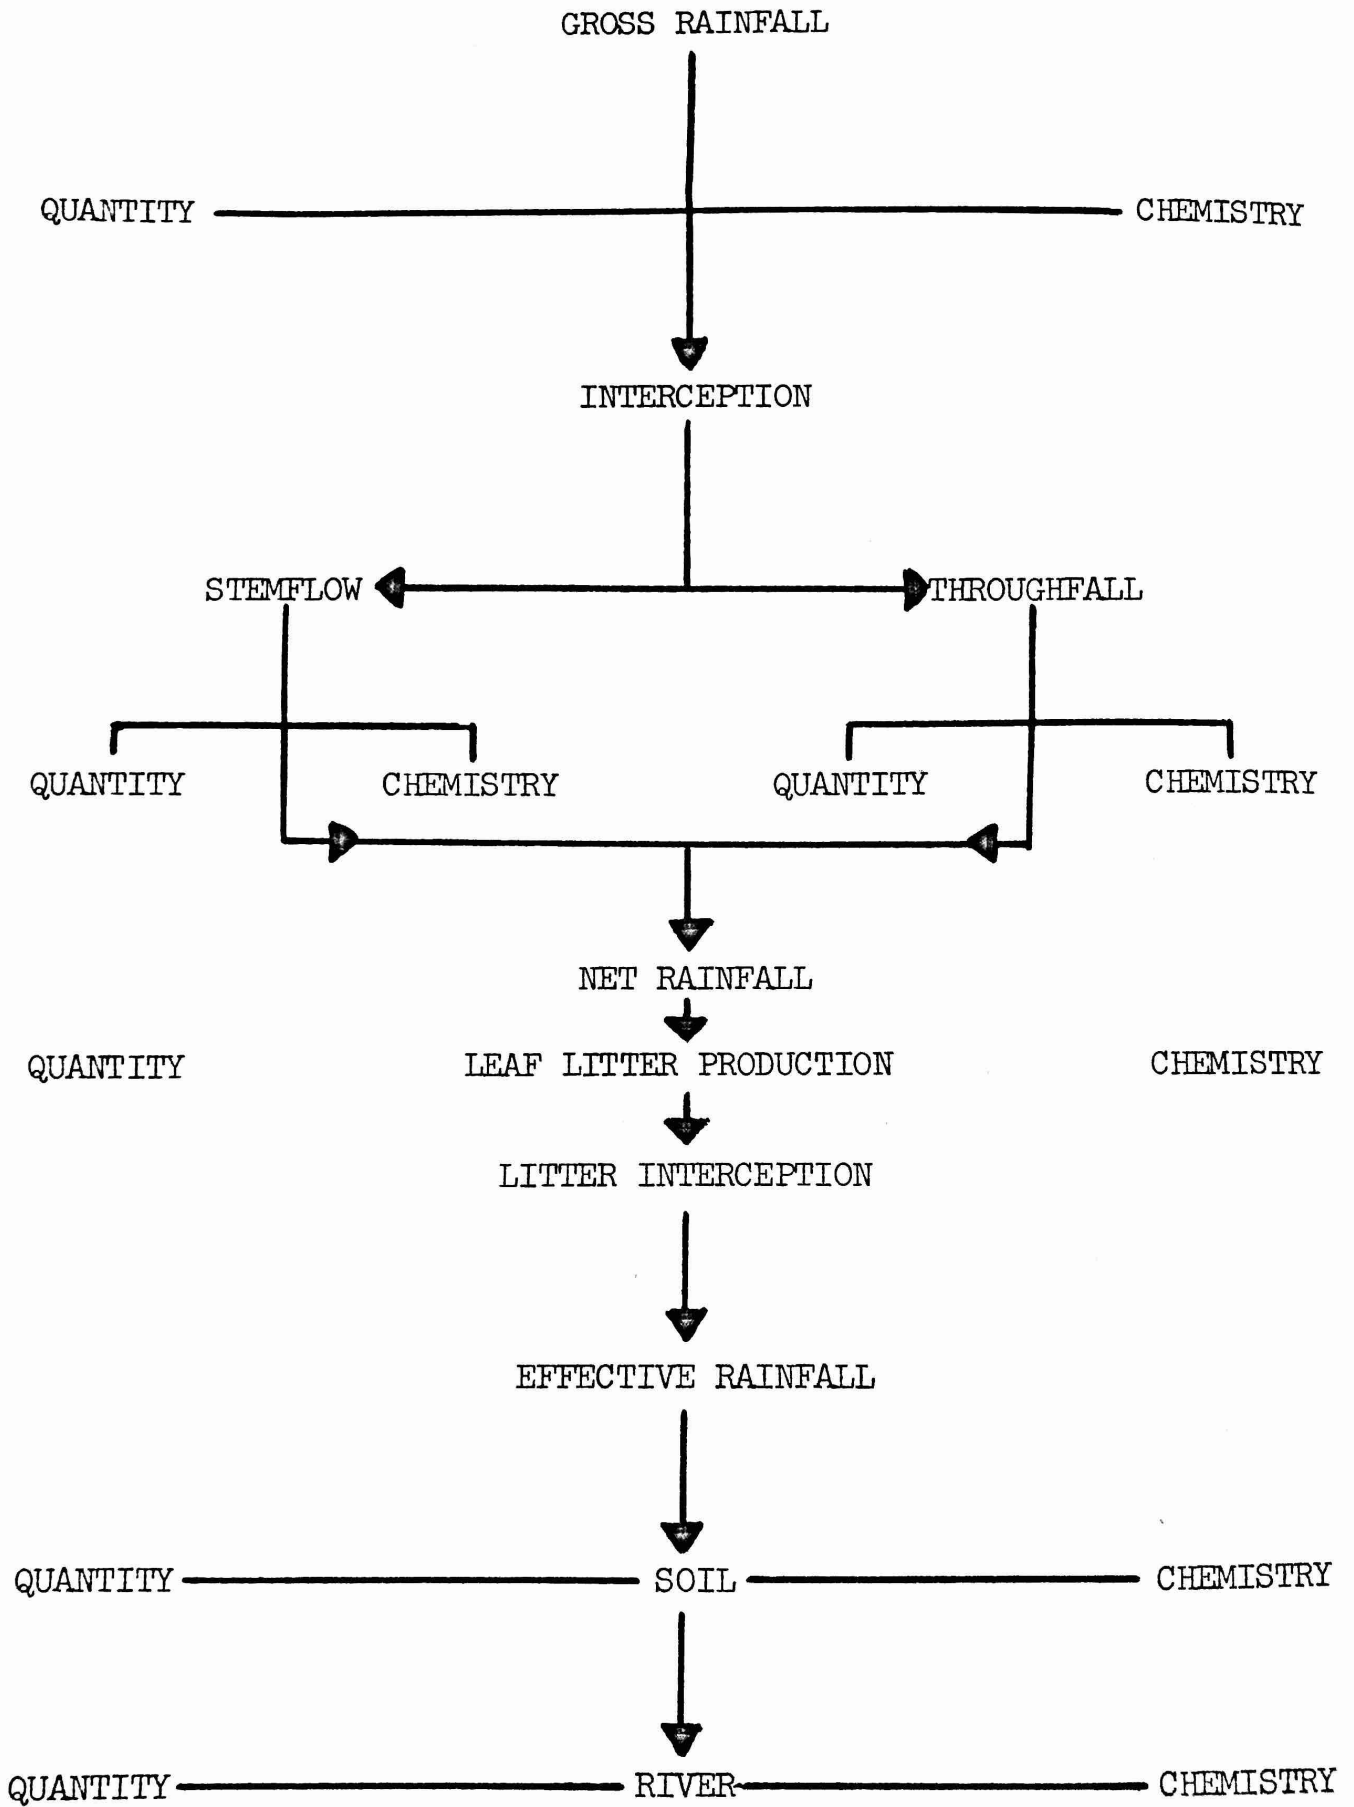 GROSS RAINFALL
QUANTITY CHEMISTRY
INTERCEPTION
STEMFLOW THROUGHFALL
QUANTITY CHEMISTRY QUANTITY CHEMISTRY
NET RAINFALL
QUANTITY LEAF LITTER PRODUCTION CHEMISTRY
LITTER INTERCEPTION
EFFECTIVE RAINFALL
QUANTITY SOIL CHEMISTRY
QUANTITY RIVER CHEMISTRY